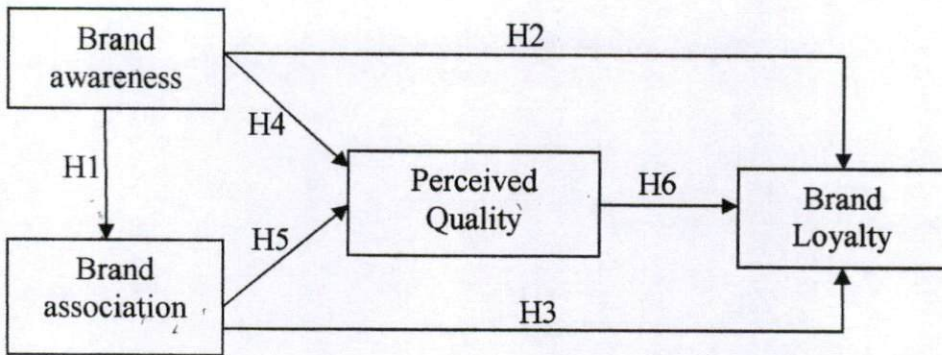 Brand
awareness
H2
H4
H1
Perceived
Quality
H6
Brand
Loyalty
H5
Brand
association
H3